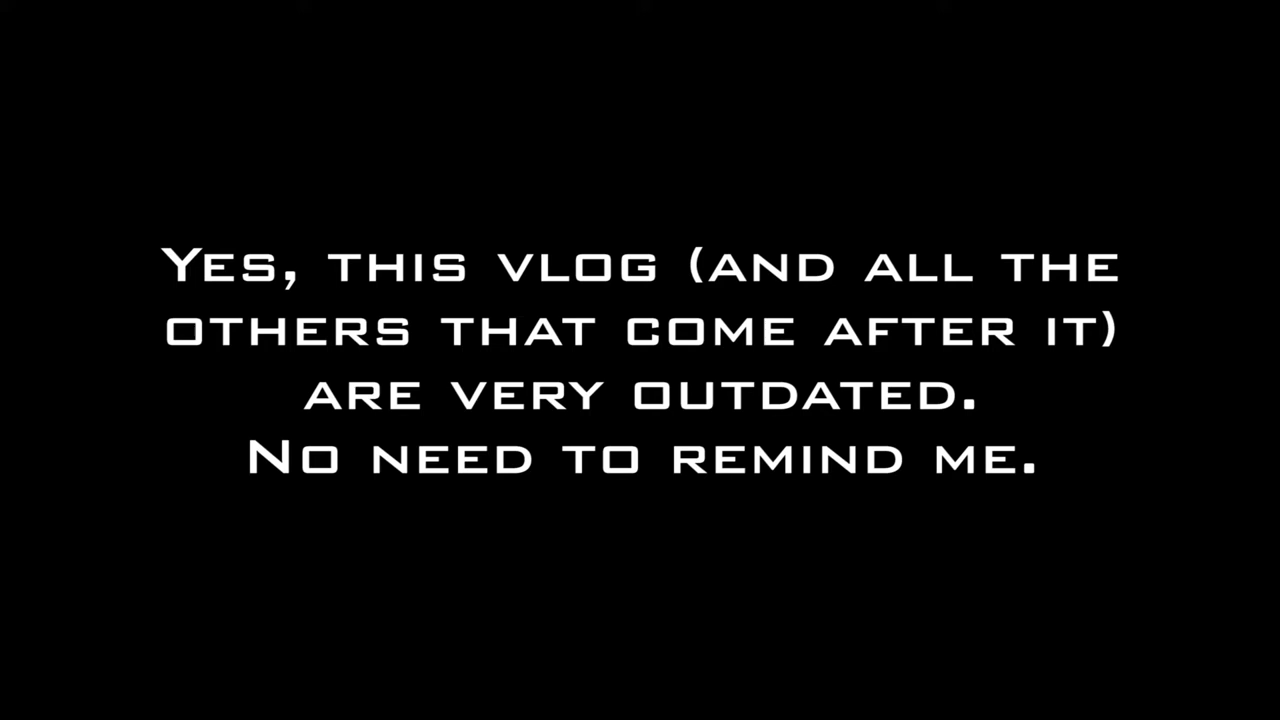 Yes, this vlog (and all the
others that come after it)
are very outdated.
No need to remind me.